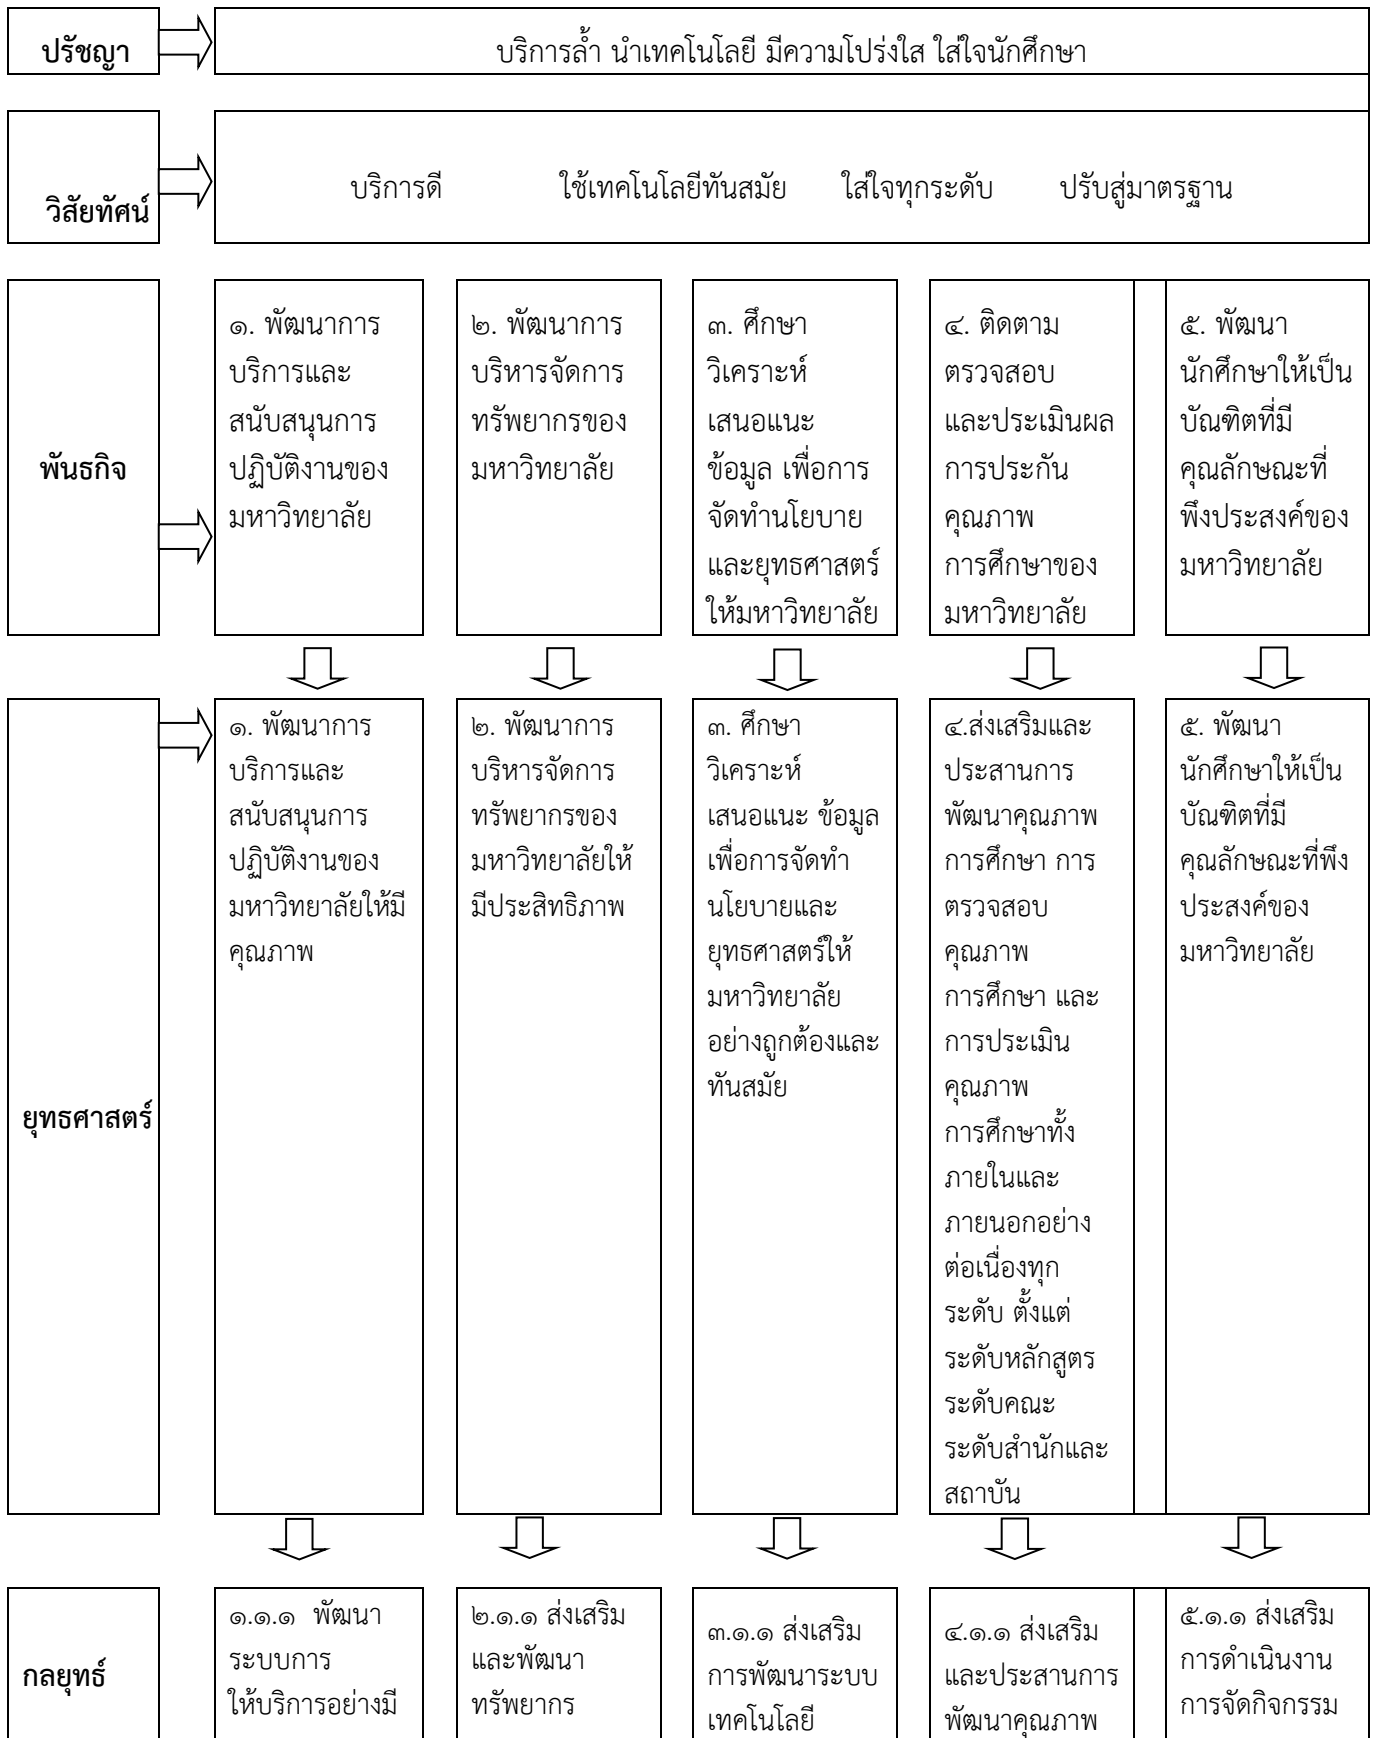 ปรัชญา
บริการล้ำ นำเทคโนโลยี มีความโปร่งใส ใส่ใจนักศึกษา
วิสัยทัศน์
บริการดี ใช้เทคโนโลยีทันสมัย ใส่ใจทุกระดับ ปรับสู่มาตรฐาน
พันธกิจ
๑. พัฒนาการ
บริการและ
สนับสนุนการ
ปฏิบัติงานของ
มหาวิทยาลัย
๒. พัฒนาการ
บริหารจัดการ
ทรัพยากรของ
มหาวิทยาลัย
๓. ศึกษา
วิเคราะห์
เสนอแนะ
ข้อมูล เพื่อการ
จัดทำนโยบาย
และยุทธศาสตร์
ให้มหาวิทยาลัย
๔. ติดตาม
ตรวจสอบ
และประเมินผล
การประกัน
คุณภาพ
การศึกษาของ
มหาวิทยาลัย
๕. พัฒนา
นักศึกษาให้เป็น
บัณฑิตที่มี
คุณลักษณะที่
พึงประสงค์ของ
มหาวิทยาลัย
ยุทธศาสตร์
๑. พัฒนาการ
บริการและ
สนับสนุนการ
ปฏิบัติงานของ
มหาวิทยาลัยให้มี
คุณภาพ
๒. พัฒนาการ
บริหารจัดการ
ทรัพยากรของ
มหาวิทยาลัยให้
มีประสิทธิภาพ
๓. ศึกษา
วิเคราะห์
เสนอแนะ ข้อมูล
เพื่อการจัดทำ
นโยบายและ
ยุทธศาสตร์ให้
มหาวิทยาลัย
อย่างถูกต้องและ
ทันสมัย
๔.ส่งเสริมและ
ประสานการ
พัฒนาคุณภาพ
การศึกษา การ
ตรวจสอบ
คุณภาพ
การศึกษา และ
การประเมิน
คุณภาพ
การศึกษาทั้ง
ภายในและ
ภายนอกอย่าง
ต่อเนื่องทุก
ระดับ ตั้งแต่
ระดับหลักสูตร
ระดับคณะ
ระดับสำนักและ
สถาบัน
๕. พัฒนา
นักศึกษาให้เป็น
บัณฑิตที่มี
คุณลักษณะที่พึง
ประสงค์ของ
มหาวิทยาลัย
กลยุทธ์
๑.๑.๑ พัฒนา
ระบบการ
ให้บริการอย่างมี
๒.๑.๑ ส่งเสริม
และพัฒนา
ทรัพยากร
๓.๑.๑ ส่งเสริม
การพัฒนาระบบ
เทคโนโลยี
๔.๑.๑ ส่งเสริม
และประสานการ
พัฒนาคุณภาพ
๕.๑.๑ ส่งเสริม
การดำเนินงาน
การจัดกิจกรรม